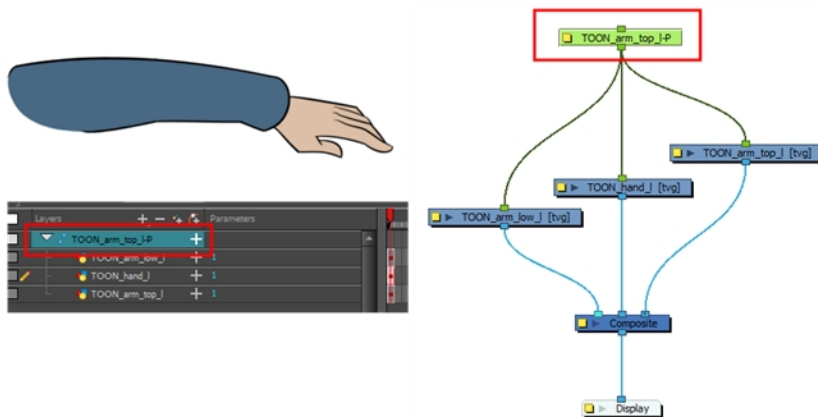 Layers
Parameters
TOON_arm_top_l-P
TOON_arm_low_l 1
TOON_hand_l 1
TOON_arm_top_l 1
TOON_arm_top_l-P
TOON_arm_top_l [tvg]
TOON_hand_l [tvg]
TOON_arm_low_l [tvg]
Composite
Display